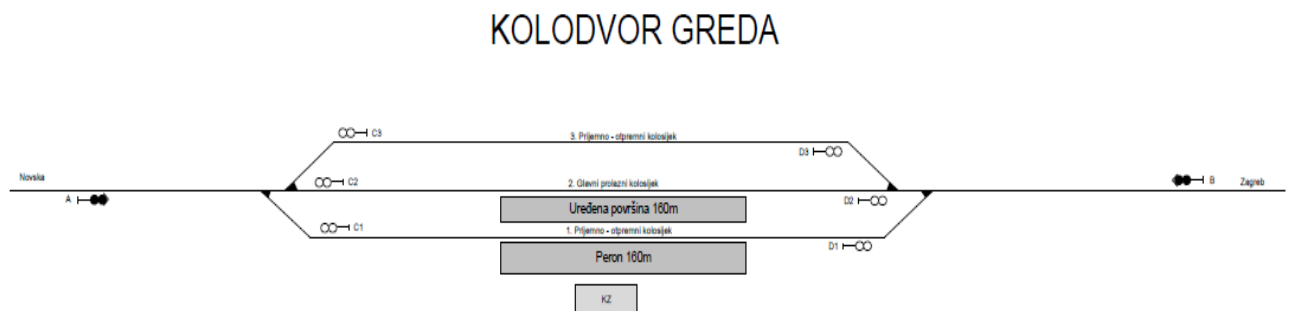 KOLODVOR GREDA
C3
3. Prijemno - otpremni kolosijek
D3
Novska
C2
2. Glavni prolazni kolosijek
B
Zagreb
A
Uređena površina 160m
D2
C1
1. Prijemno - otpremni kolosijek
D1
Peron 160m
KZ